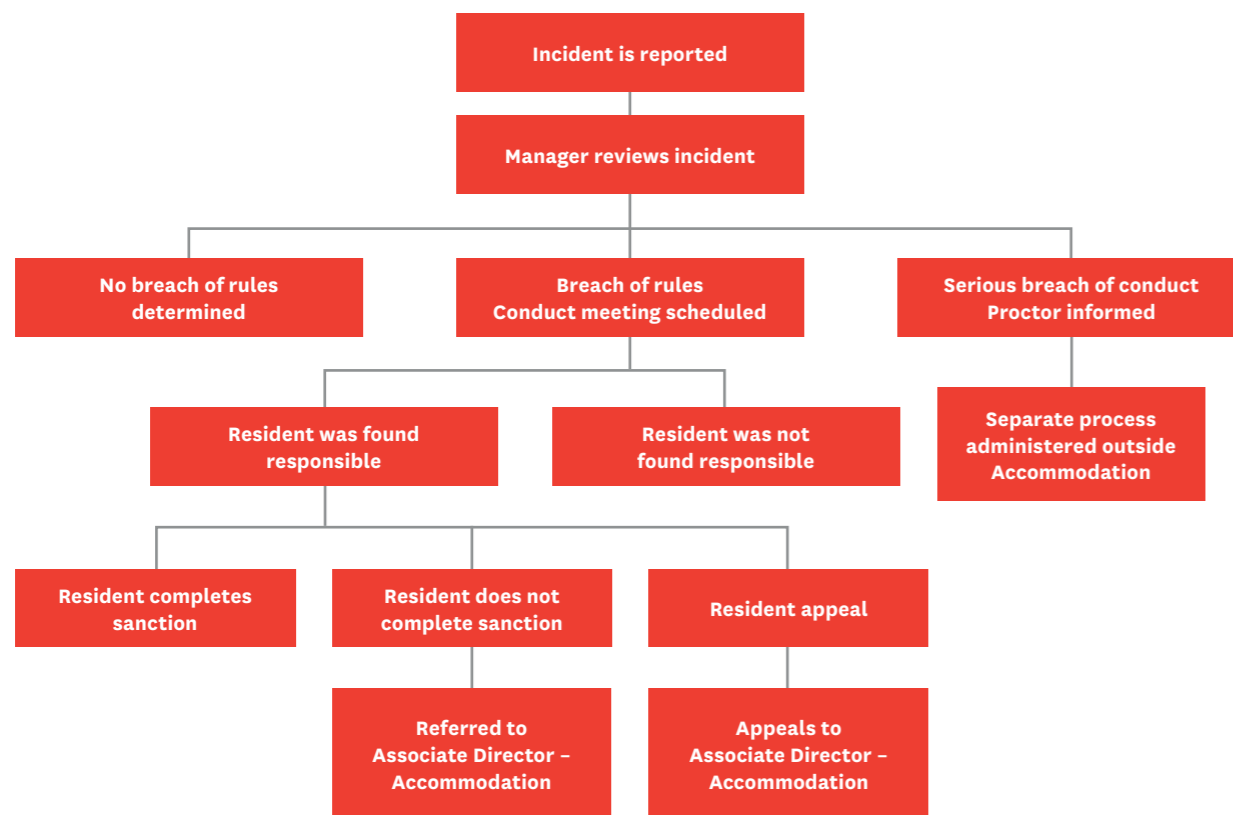 Incident is reported
Manager reviews incident
No breach of rules
determined
Breach of rules
Conduct meeting scheduled
Serious breach of conduct
Proctor informed
Resident was found
responsible
Resident was not
found responsible
Separate process
administered outside
Accommodation
Resident completes
sanction
Resident does not
complete sanction
Resident appeal
Referred to
Associate Director –
Accommodation
Appeals to
Associate Director –
Accommodation